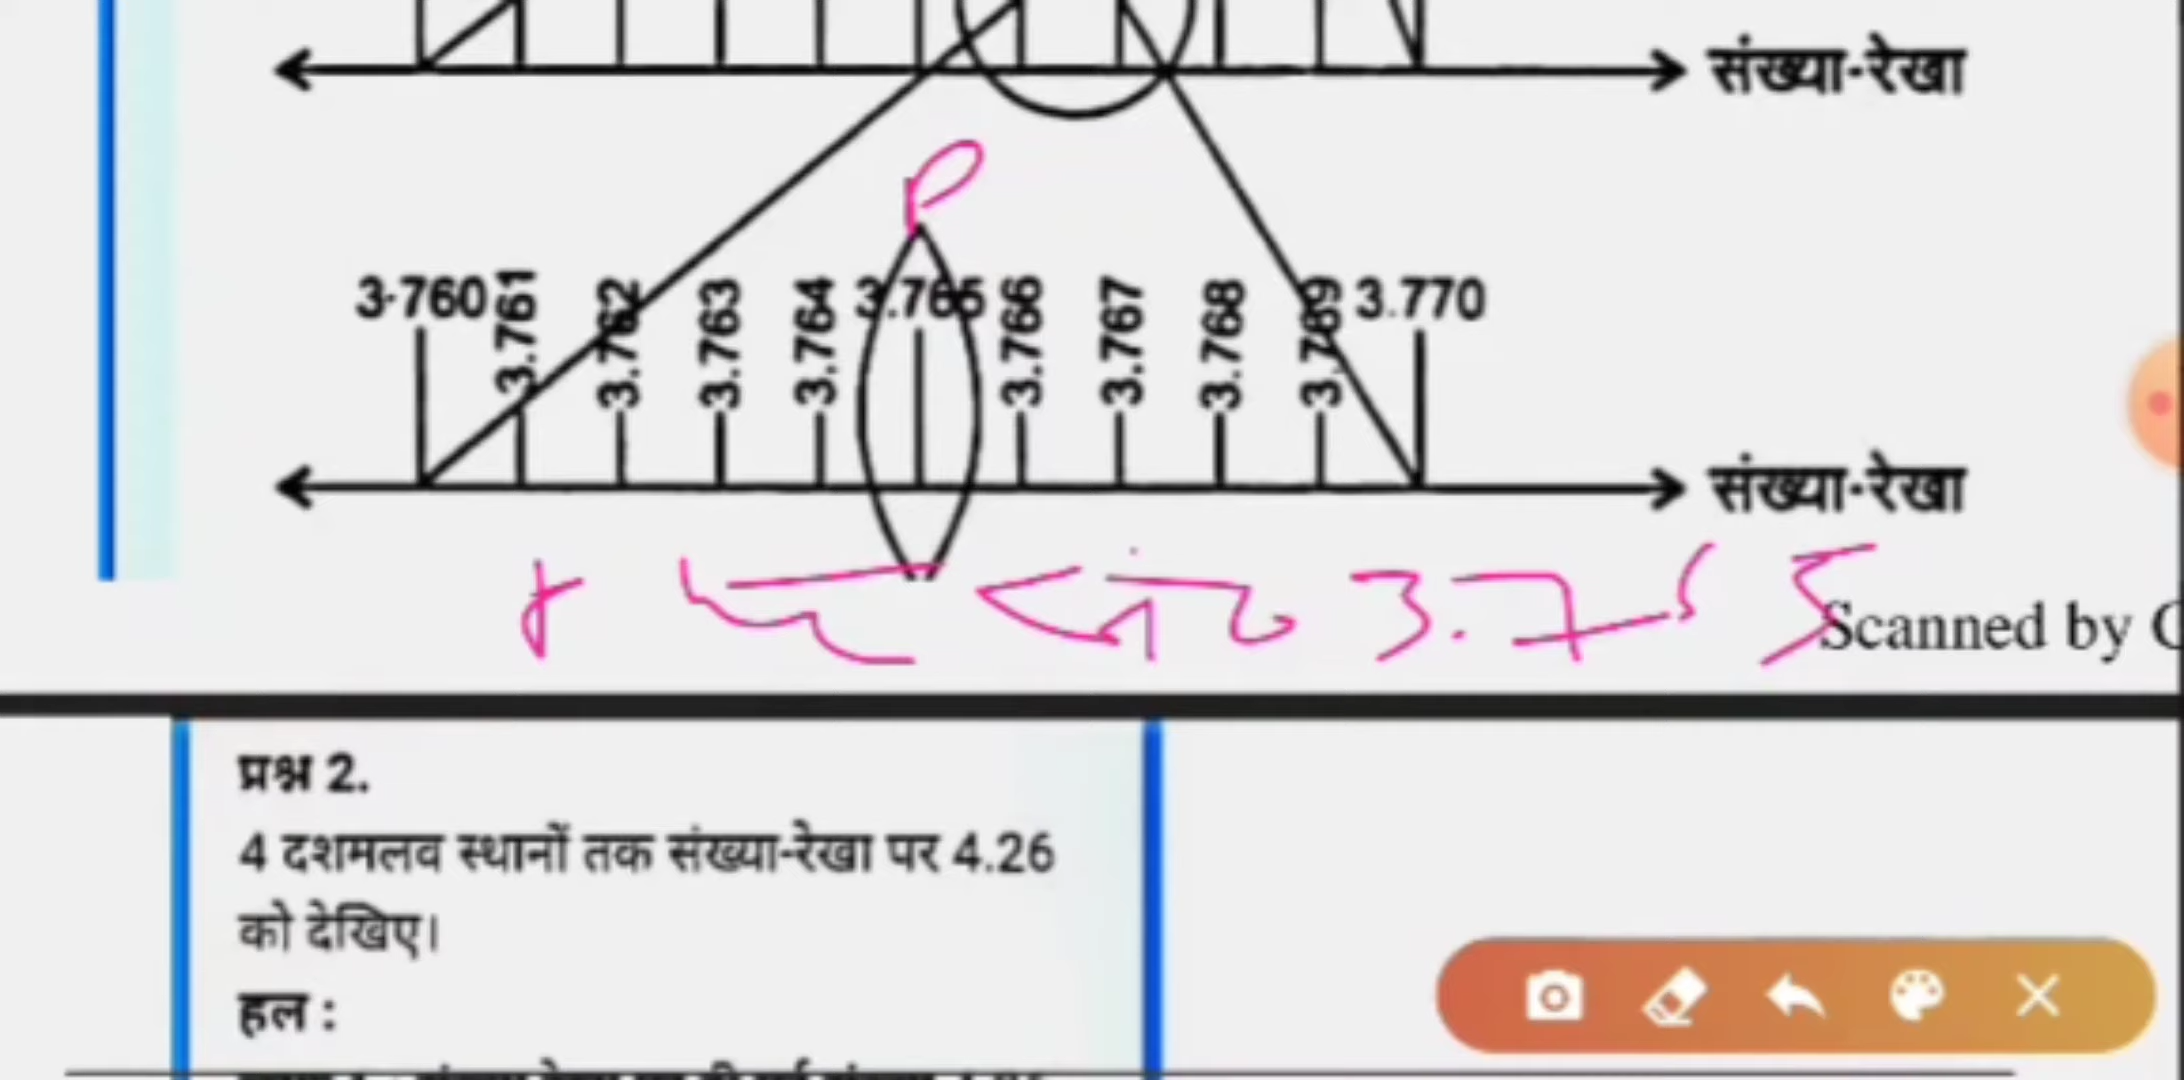 संख्या-रेखा
P
3·760 3.761 3.762 3.763 3.764 3.765 3.766 3.767 3.768 3.769 3.770
संख्या-रेखा
3.765
Scanned by C
प्रश्न 2.
4 दशमलव स्थानों तक संख्या-रेखा पर 4.26
को देखिए।
हल :